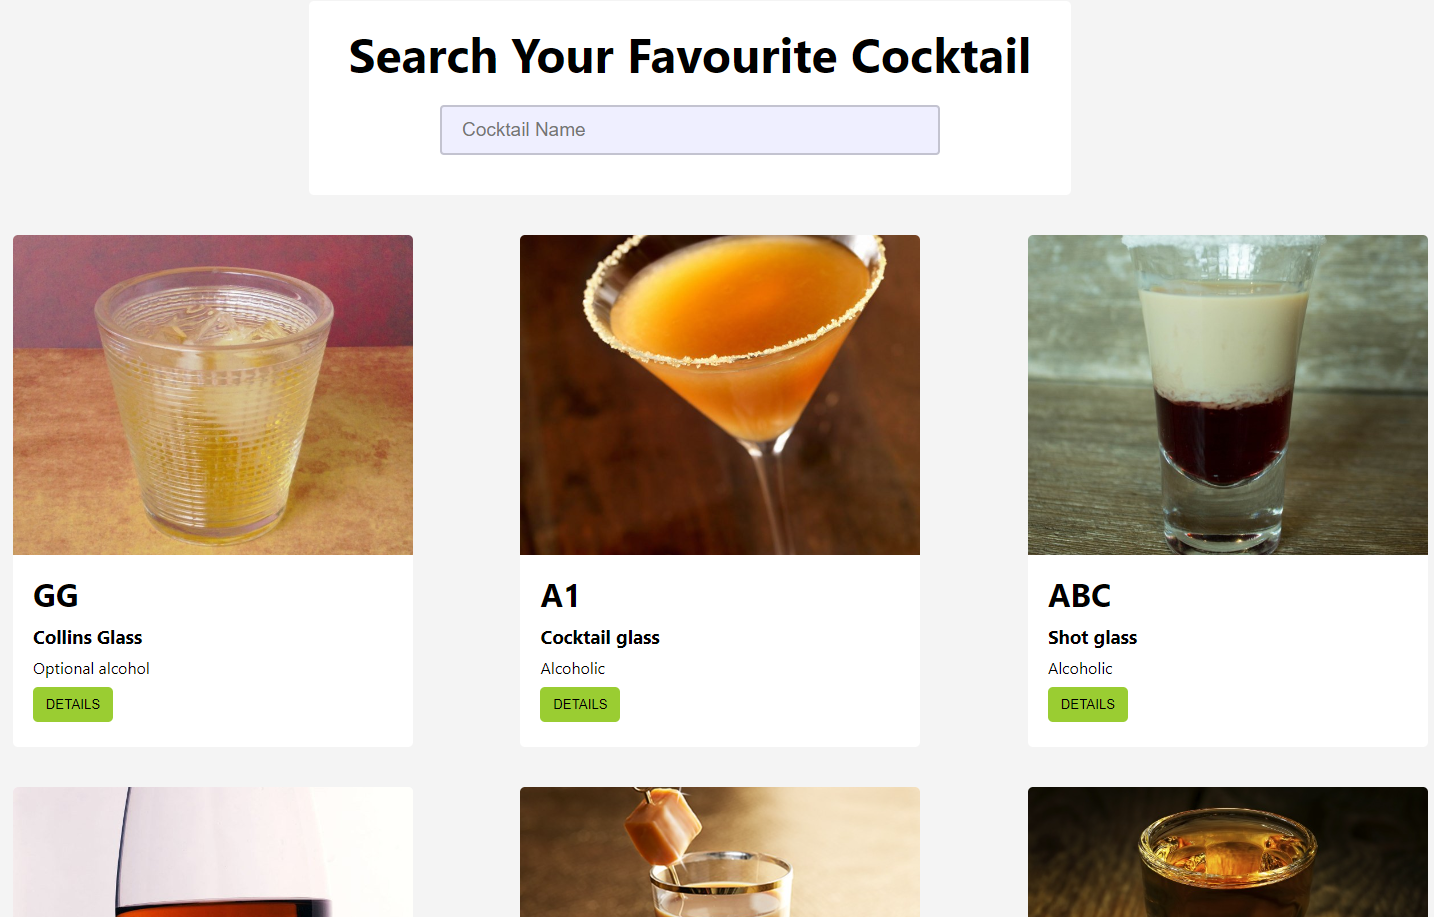 Search Your Favourite Cocktail
Cocktail Name
GG
Collins Glass
Optional alcohol
DETAILS
A1
Cocktail glass
Alcoholic
DETAILS
ABC
Shot glass
Alcoholic
DETAILS